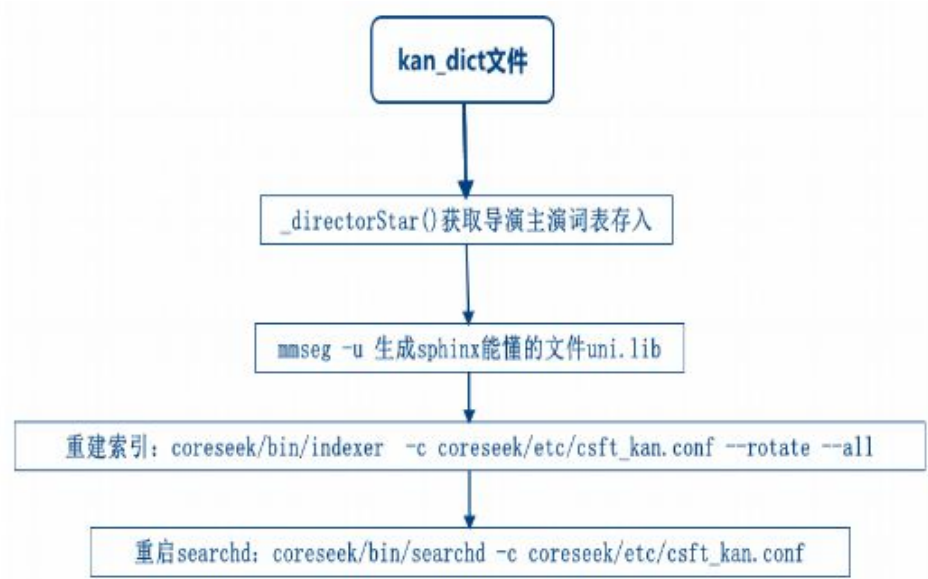 kan_dict文件
_directorStar()获取导演主演词表存入
mmseg -u 生成sphinx能懂的文件uni.lib
重建索引: coreseek/bin/indexer -c coreseek/etc/csft_kan.conf --rotate --all
重启searchd: coreseek/bin/searchd -c coreseek/etc/csft_kan.conf